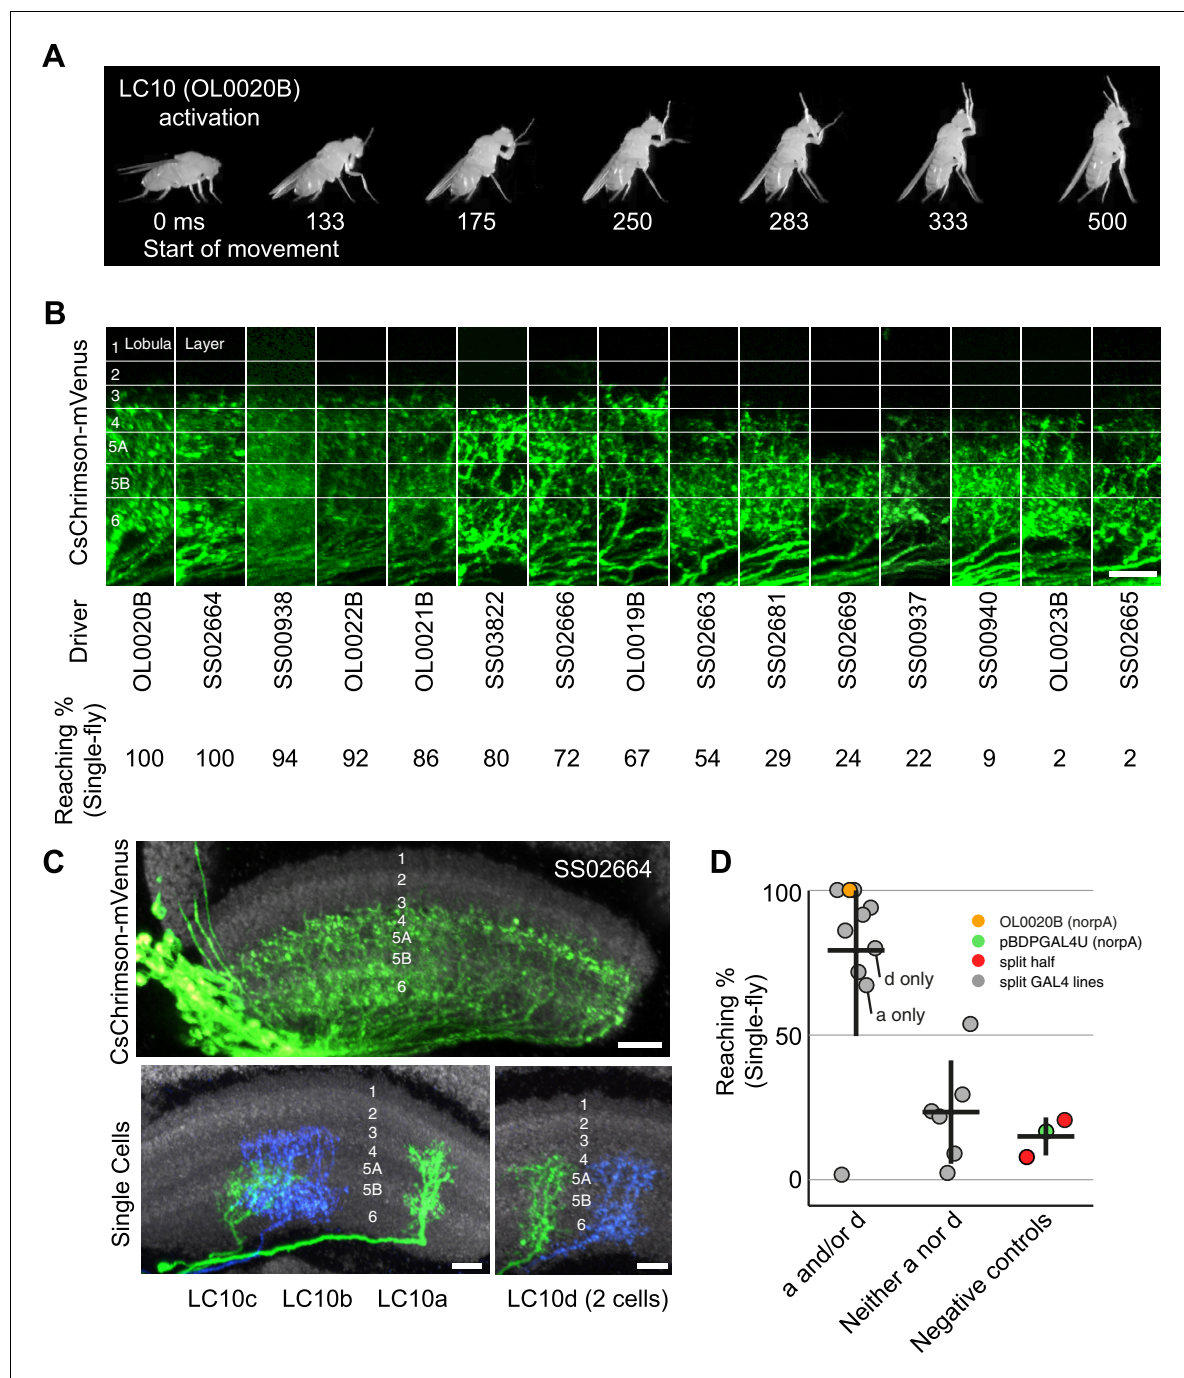 A
LC10 (OL0020B)
activation
0 ms 133 175 250 283 333 500
Start of movement
B
CsChrimson-mVenus
1 Lobula Layer
2
3
4
5A
5B
6
Driver
OL0020B SS02664 SS00938 OL0022B OL0021B SS03822 SS02666 OL0019B SS02663 SS02681 SS02669 SS00937 SS00940 OL0023B SS02665
Reaching %
(Single-fly)
100 100 94 92 86 80 72 67 54 29 24 22 9 2 2
C
CsChrimson-mVenus
SS02664
1
2
3
4
5A
5B
6
Single Cells
1
2
3
4
5A
5B
6
1
2
3
4
5A
5B
6
LC10c LC10b LC10a LC10d (2 cells)
D
Reaching %
(Single-fly)
100
50
0
OL0020B (norpA)
pBDPGAL4U (norpA)
split half
split GAL4 lines
d only
a only
a and/or d
Neither a nor d
Negative controls